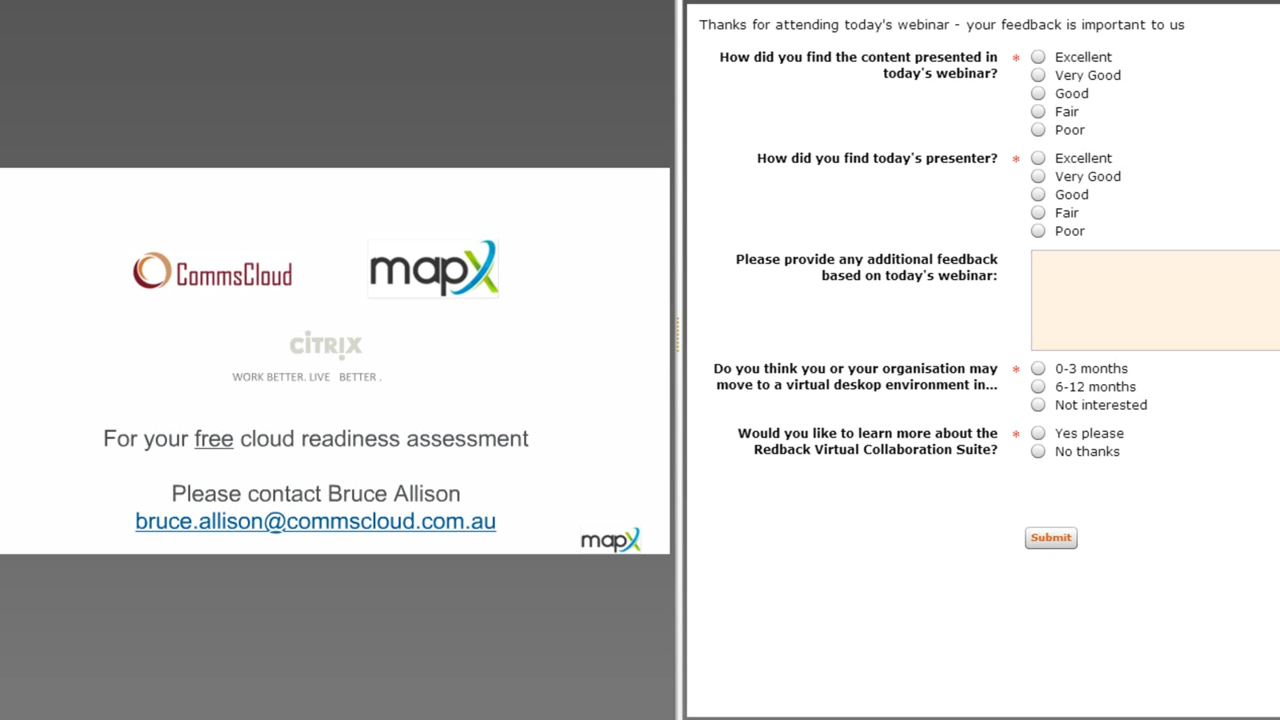 CommsCloud
mapX
CİTRIX
WORK BETTER. LIVE BETTER .
For your free cloud readiness assessment
Please contact Bruce Allison
bruce.allison@commscloud.com.au
mapX
Thanks for attending today's webinar - your feedback is important to us
How did you find the content presented in
today's webinar?
*
Excellent
Very Good
Good
Fair
Poor
How did you find today's presenter?
*
Excellent
Very Good
Good
Fair
Poor
Please provide any additional feedback
based on today's webinar:
Do you think you or your organisation may
move to a virtual deskop environment in...
*
0-3 months
6-12 months
Not interested
Would you like to learn more about the
Redback Virtual Collaboration Suite?
*
Yes please
No thanks
Submit